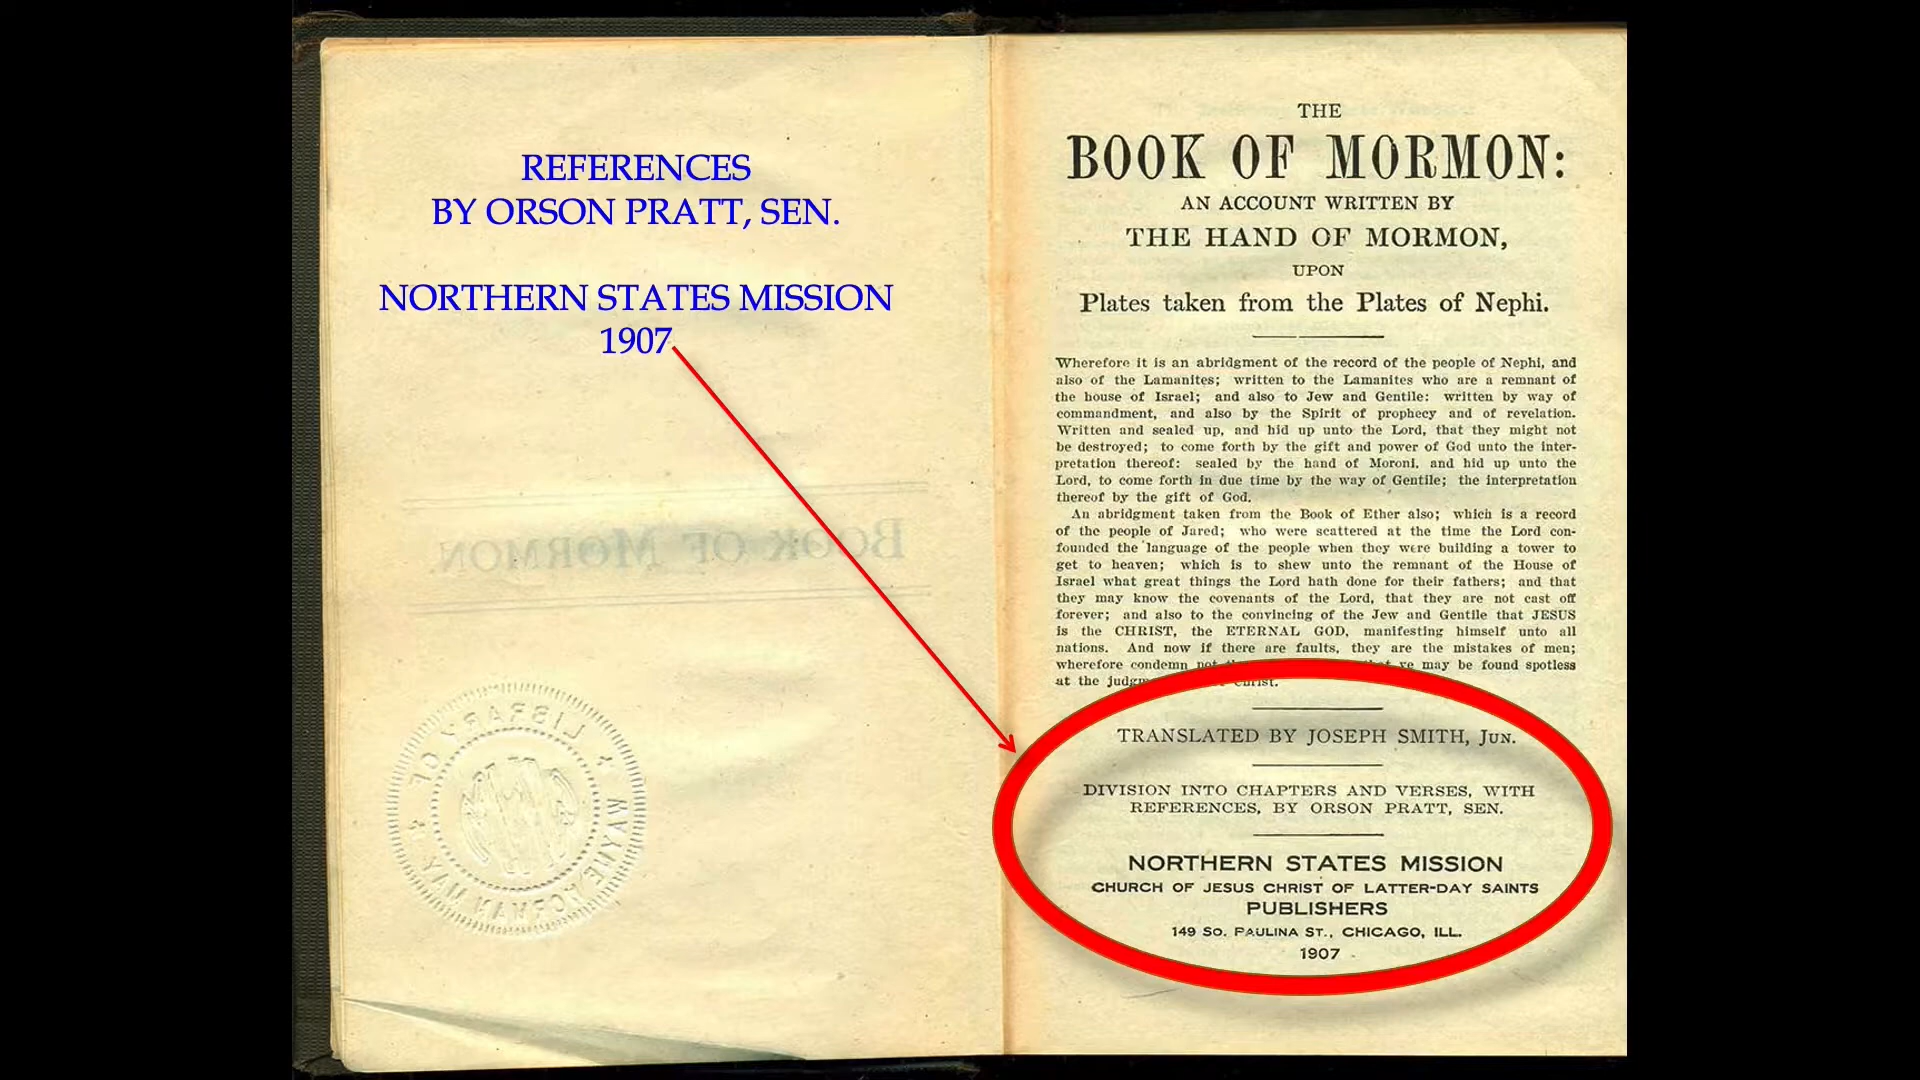 REFERENCES
BY ORSON PRATT, SEN.
NORTHERN STATES MISSION
1907
BOOK OF MORMON.
LIBRARY OF
THE
BOOK OF MORMON:
AN ACCOUNT WRITTEN BY
THE HAND OF MORMON,
UPON
Plates taken from the Plates of Nephi.
Wherefore it is an abridgment of the record of the people of Nephi, and
also of the Lamanites; written to the Lamanites who are a remnant of
the house of Israel; and also to Jew and Gentile: written by way of
commandment, and also by the Spirit of prophecy and of revelation.
Written and sealed up, and hid up unto the Lord, that they might not
be destroyed; to come forth by the gift and power of God unto the inter-
pretation thereof: sealed by the hand of Moroni, and hid up unto the
Lord, to come forth in due time by the way of Gentile; the interpretation
thereof by the gift of God.
An abridgment taken from the Book of Ether also; which is a record
of the people of Jared; who were scattered at the time the Lord con-
founded the language of the people when they were building a tower to
get to heaven; which is to shew unto the remnant of the House of
Israel what great things the Lord hath done for their fathers; and that
they may know the covenants of the Lord, that they are not cast off
forever; and also to the convincing of the Jew and Gentile that JESUS
is the CHRIST, the ETERNAL GOD, manifesting himself unto all
nations. And now if there are faults, they are the mistakes of men;
wherefore condemn not ye may be found spotless
at the Christ.
TRANSLATED BY JOSEPH SMITH, JUN.
DIVISION INTO CHAPTERS AND VERSES, WITH
REFERENCES, BY ORSON PRATT, SEN.
NORTHERN STATES MISSION
CHURCH OF JESUS CHRIST OF LATTER-DAY SAINTS
PUBLISHERS
149 SO. PAULINA ST., CHICAGO, ILL.
1907